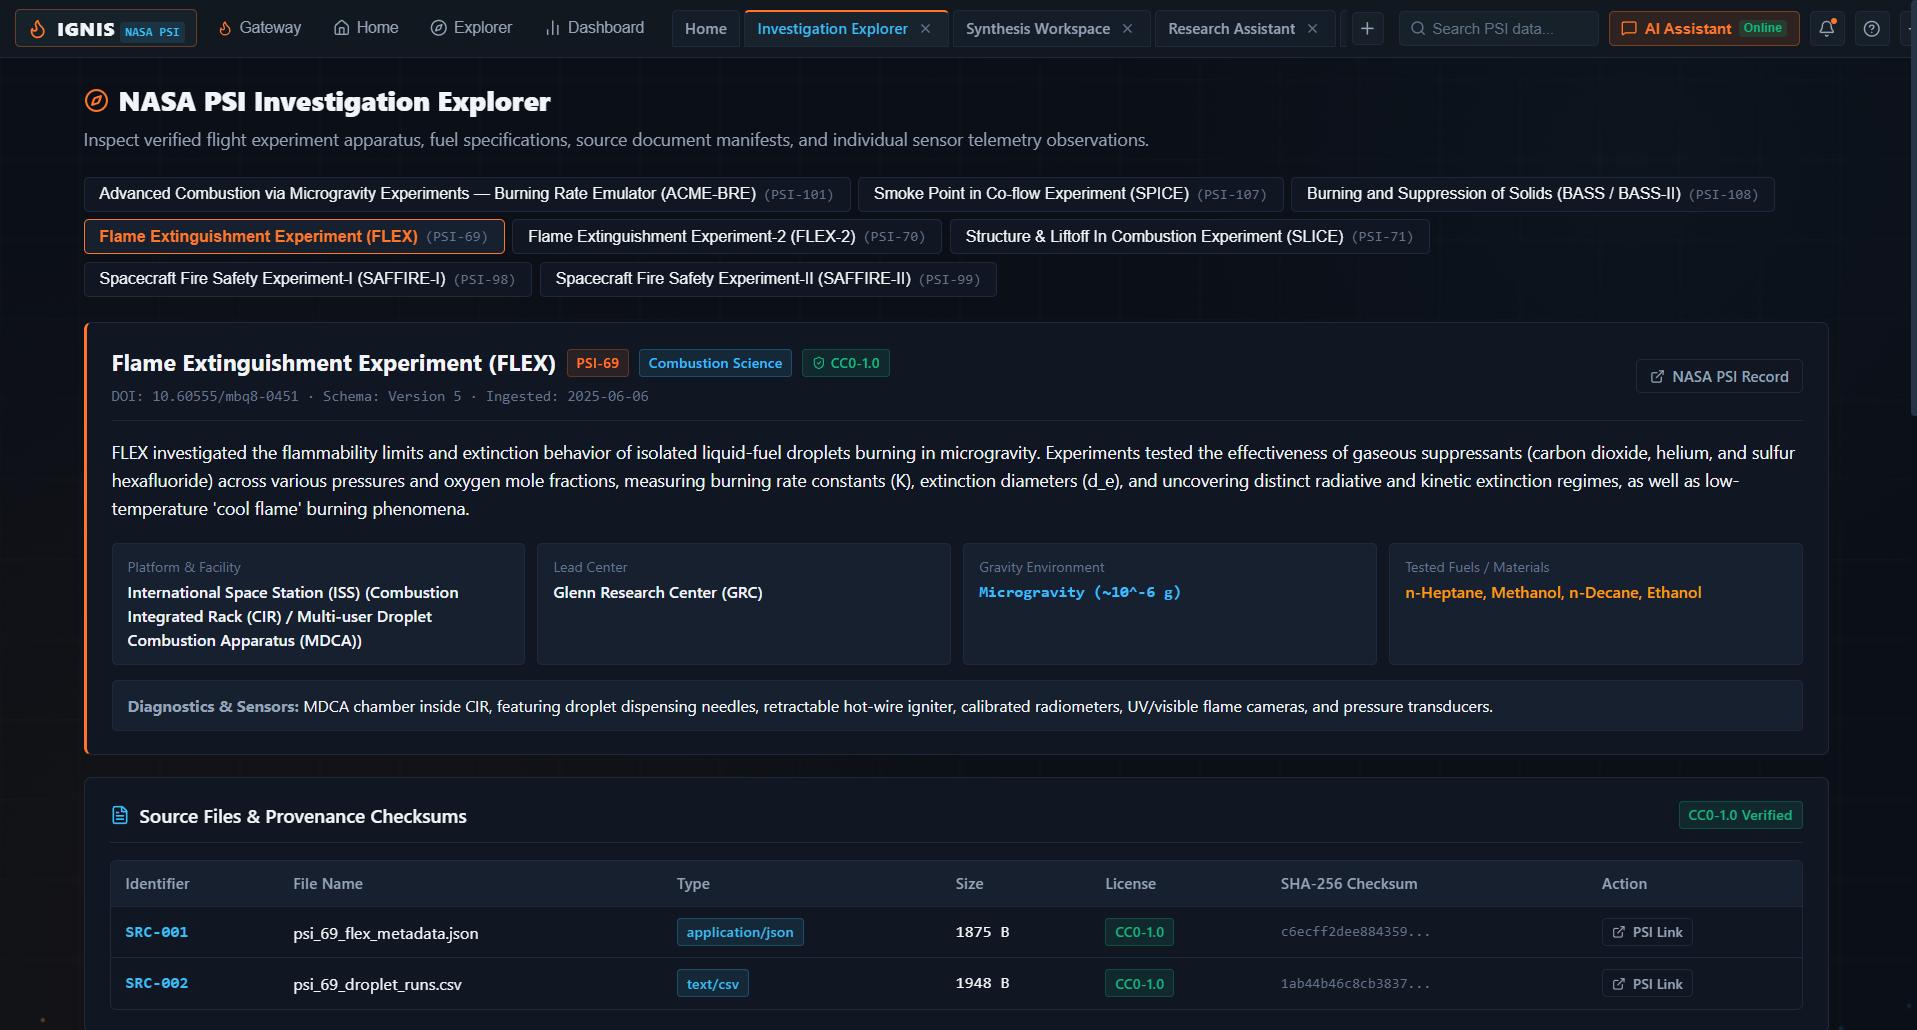 IGNIS NASA PSI Gateway Home Explorer Dashboard Home Investigation Explorer Synthesis Workspace Research Assistant Search PSI data... AI Assistant Online
NASA PSI Investigation Explorer
Inspect verified flight experiment apparatus, fuel specifications, source document manifests, and individual sensor telemetry observations.
Advanced Combustion via Microgravity Experiments — Burning Rate Emulator (ACME-BRE) (PSI-101) Smoke Point in Co-flow Experiment (SPICE) (PSI-107) Burning and Suppression of Solids (BASS / BASS-II) (PSI-108)
Flame Extinguishment Experiment (FLEX) (PSI-69) Flame Extinguishment Experiment-2 (FLEX-2) (PSI-70) Structure & Liftoff In Combustion Experiment (SLICE) (PSI-71)
Spacecraft Fire Safety Experiment-I (SAFFIRE-I) (PSI-98) Spacecraft Fire Safety Experiment-II (SAFFIRE-II) (PSI-99)
Flame Extinguishment Experiment (FLEX) PSI-69 Combustion Science CC0-1.0
NASA PSI Record
DOI: 10.60555/mbq8-0451 · Schema: Version 5 · Ingested: 2025-06-06
FLEX investigated the flammability limits and extinction behavior of isolated liquid-fuel droplets burning in microgravity. Experiments tested the effectiveness of gaseous suppressants (carbon dioxide, helium, and sulfur
hexafluoride) across various pressures and oxygen mole fractions, measuring burning rate constants (K), extinction diameters (d_e), and uncovering distinct radiative and kinetic extinction regimes, as well as low-
temperature 'cool flame' burning phenomena.
Platform & Facility
International Space Station (ISS) (Combustion
Integrated Rack (CIR) / Multi-user Droplet
Combustion Apparatus (MDCA))
Lead Center
Glenn Research Center (GRC)
Gravity Environment
Microgravity (~10^-6 g)
Tested Fuels / Materials
n-Heptane, Methanol, n-Decane, Ethanol
Diagnostics & Sensors: MDCA chamber inside CIR, featuring droplet dispensing needles, retractable hot-wire igniter, calibrated radiometers, UV/visible flame cameras, and pressure transducers.
Source Files & Provenance Checksums CC0-1.0 Verified
Identifier File Name Type Size License SHA-256 Checksum Action
SRC-001 psi_69_flex_metadata.json application/json 1875 B CC0-1.0 c6ecff2dee884359... PSI Link
SRC-002 psi_69_droplet_runs.csv text/csv 1948 B CC0-1.0 1ab44b46c8cb3837... PSI Link